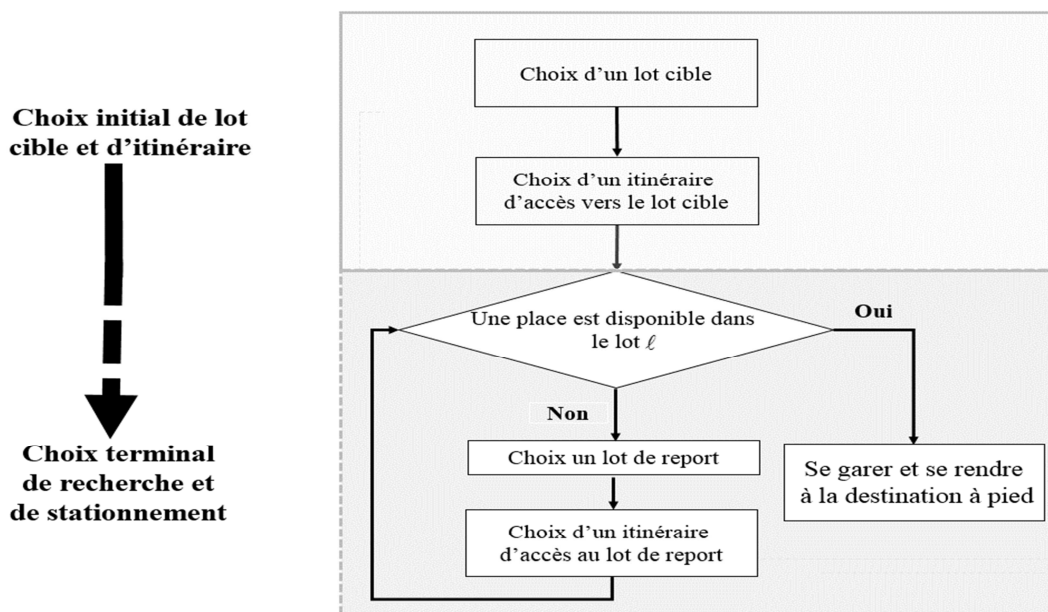 Choix initial de lot
cible et d'itinéraire
Choix terminal
de recherche et
de stationnement
Choix d'un lot cible
Choix d'un itinéraire
d'accès vers le lot cible
Une place est disponible dans
le lot ℓ
Oui
Non
Choix un lot de report
Choix d'un itinéraire
d'accès au lot de report
Se garer et se rendre
à la destination à pied